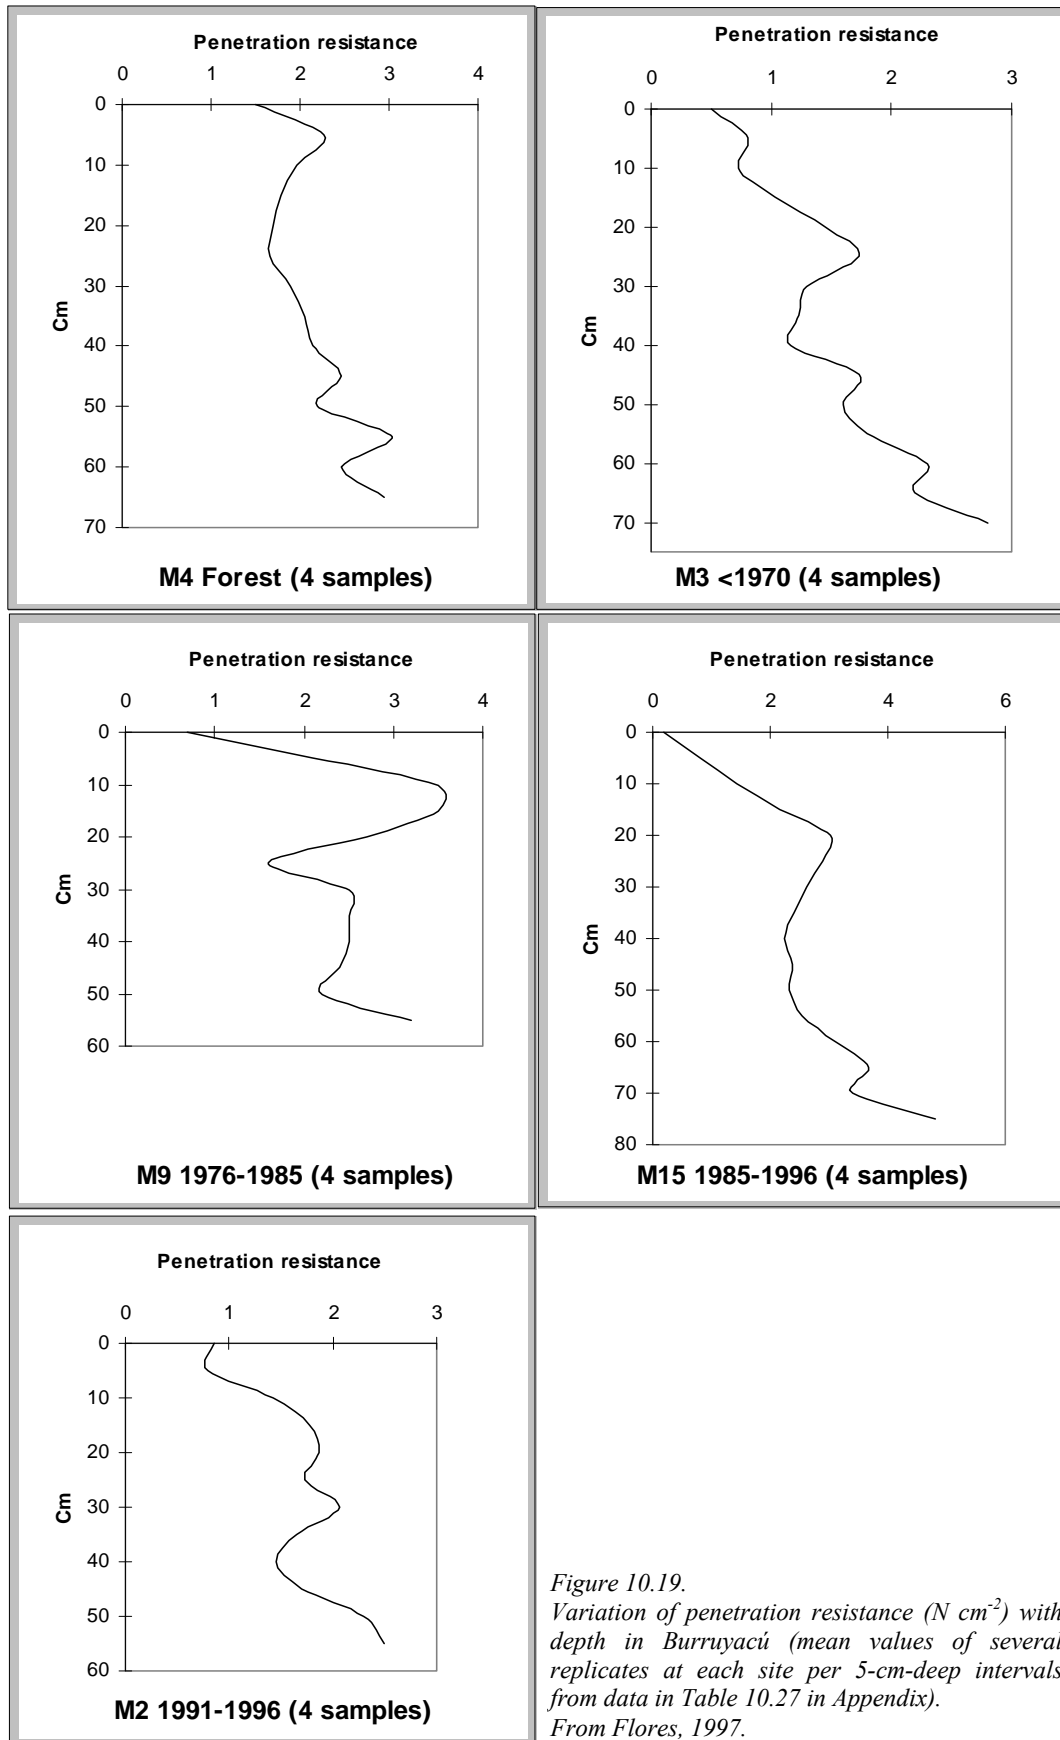 Penetration resistance
0 1 2 3 4
0
10
20
30
40
50
60
70
Cm
M4 Forest (4 samples)
Penetration resistance
0 1 2 3
0
10
20
30
40
50
60
70
Cm
M3 <1970 (4 samples)
Penetration resistance
0 1 2 3 4
0
10
20
30
40
50
60
Cm
M9 1976-1985 (4 samples)
Penetration resistance
0 2 4 6
0
10
20
30
40
50
60
70
80
Cm
M15 1985-1996 (4 samples)
Penetration resistance
0 1 2 3
0
10
20
30
40
50
60
Cm
M2 1991-1996 (4 samples)
Figure 10.19.
Variation of penetration resistance (N cm⁻²) with
depth in Burruyacú (mean values of several
replicates at each site per 5-cm-deep intervals
from data in Table 10.27 in Appendix).
From Flores, 1997.